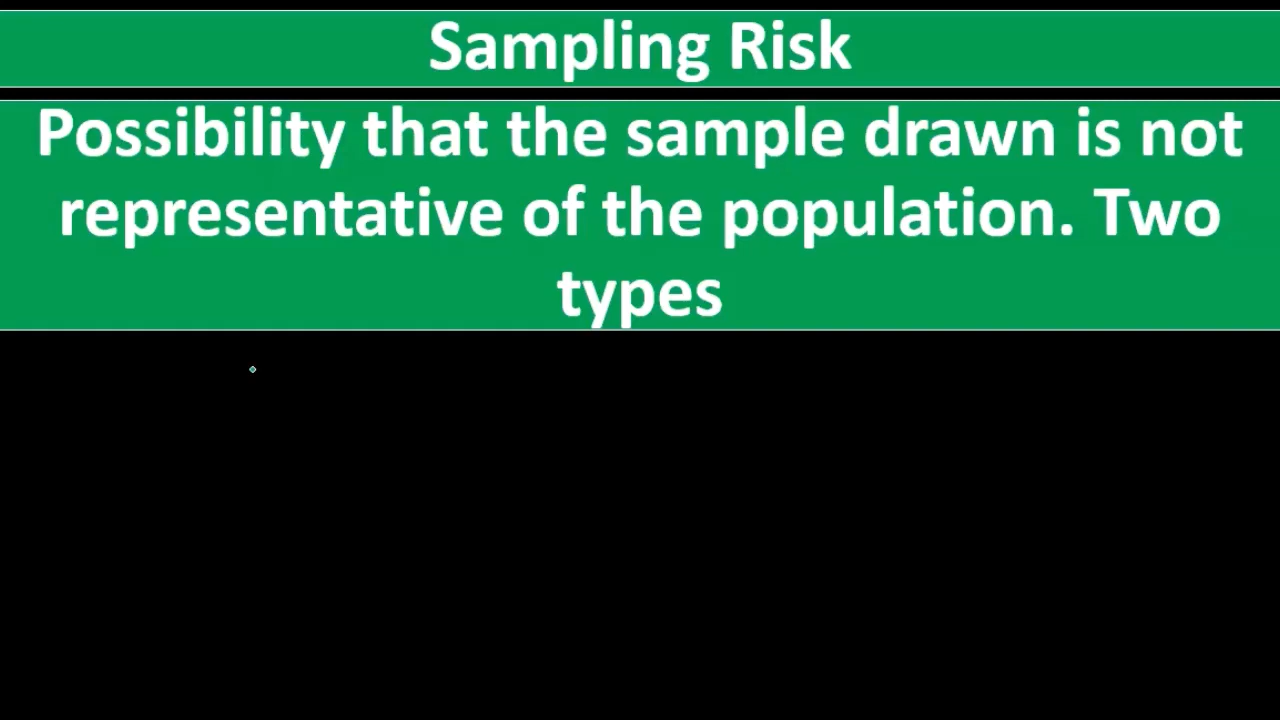 Sampling Risk
Possibility that the sample drawn is not
representative of the population. Two
types